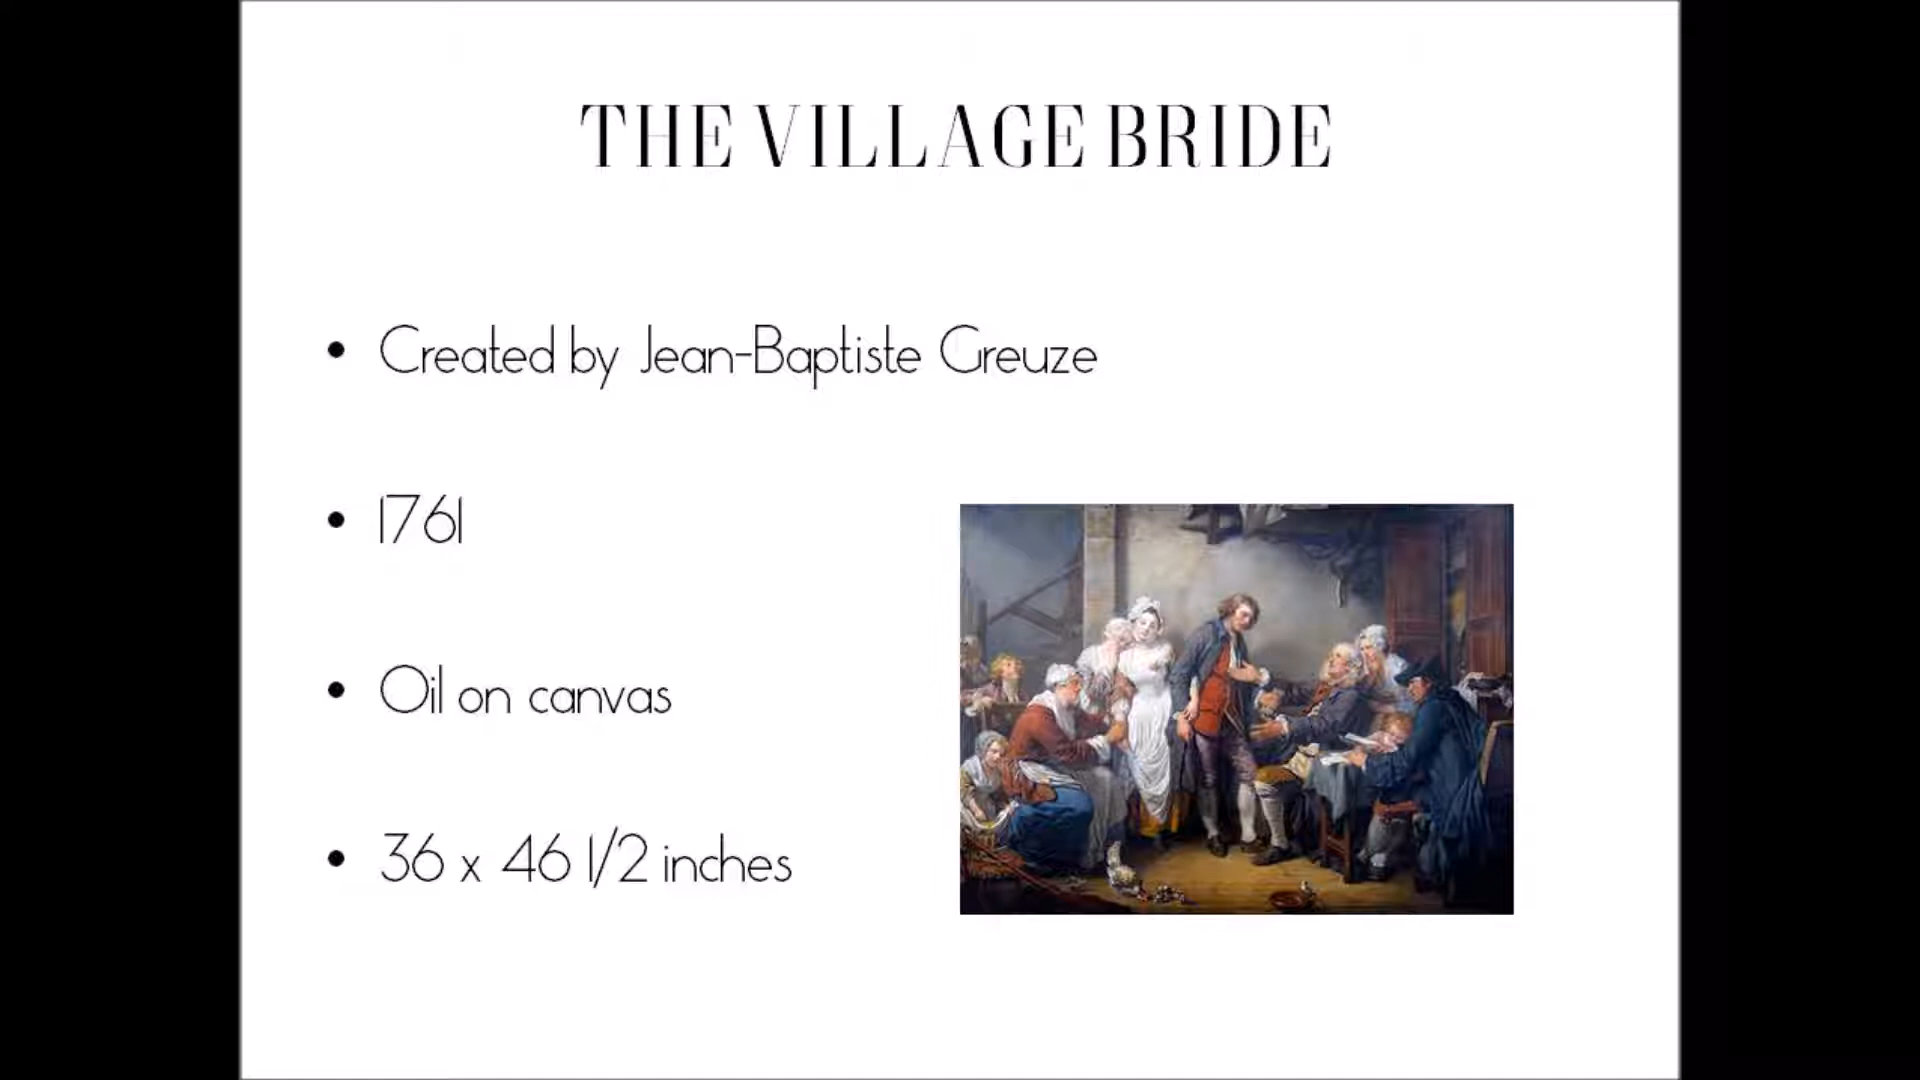 THE VILLAGE BRIDE
• Created by Jean-Baptiste Greuze
• 1761
• Oil on canvas
• 36 x 46 1/2 inches